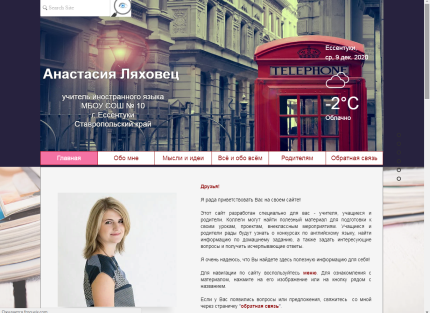 Search here
Ессентуки,
ср, 9 дек. 2020
TELEPHONE
Анастасия Ляховец
учитель иностранного языка
МБОУ СОШ № 10
г. Ессентуки
Ставропольский край
-2°C
Облачно
Главная
Обо мне
Мысли и идеи
Всё и обо всём
Родителям
Обратная связь
Друзья!
Я рада приветствовать Вас на своем сайте!
Этот сайт разработан специально для вас - учителя, учащиеся и
родители. Коллеги могут найти полезный материал для подготовки к
своим урокам, проектам, внеклассным мероприятиям. Учащиеся и
родители рады будут узнать о конкурсах по английскому языку, найти
информацию по домашнему заданию, а также задать интересующие
вопросы и получить исчерпывающие ответы.
Я очень надеюсь, что Вы найдете здесь полезную информацию для себя!
Для навигации по сайту воспользуйтесь меню. Для ознакомления с
материалом, нажмите на его изображение или на кнопку рядом с
названием.
Если у Вас появились вопросы или предложения, свяжитесь со мной
через страничку "обратная связь".